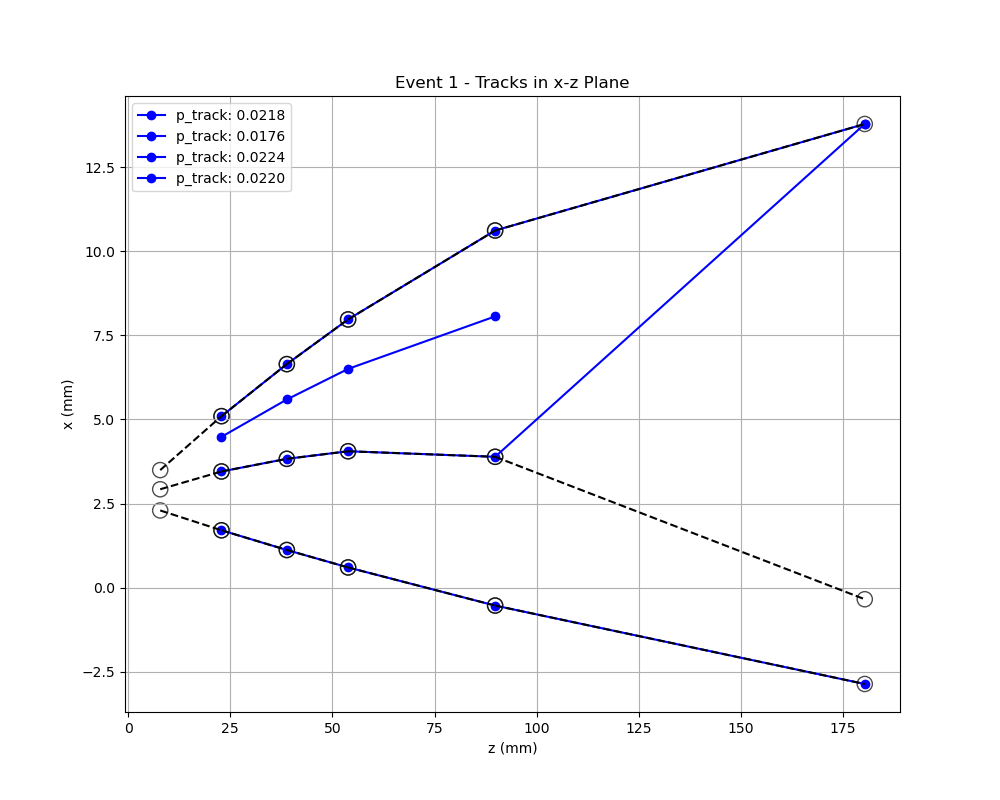 Event 1 - Tracks in x-z Plane
p_track: 0.0218
p_track: 0.0176
p_track: 0.0224
p_track: 0.0220
12.5
10.0
7.5
5.0
2.5
0.0
−2.5
x (mm)
0 25 50 75 100 125 150 175
z (mm)